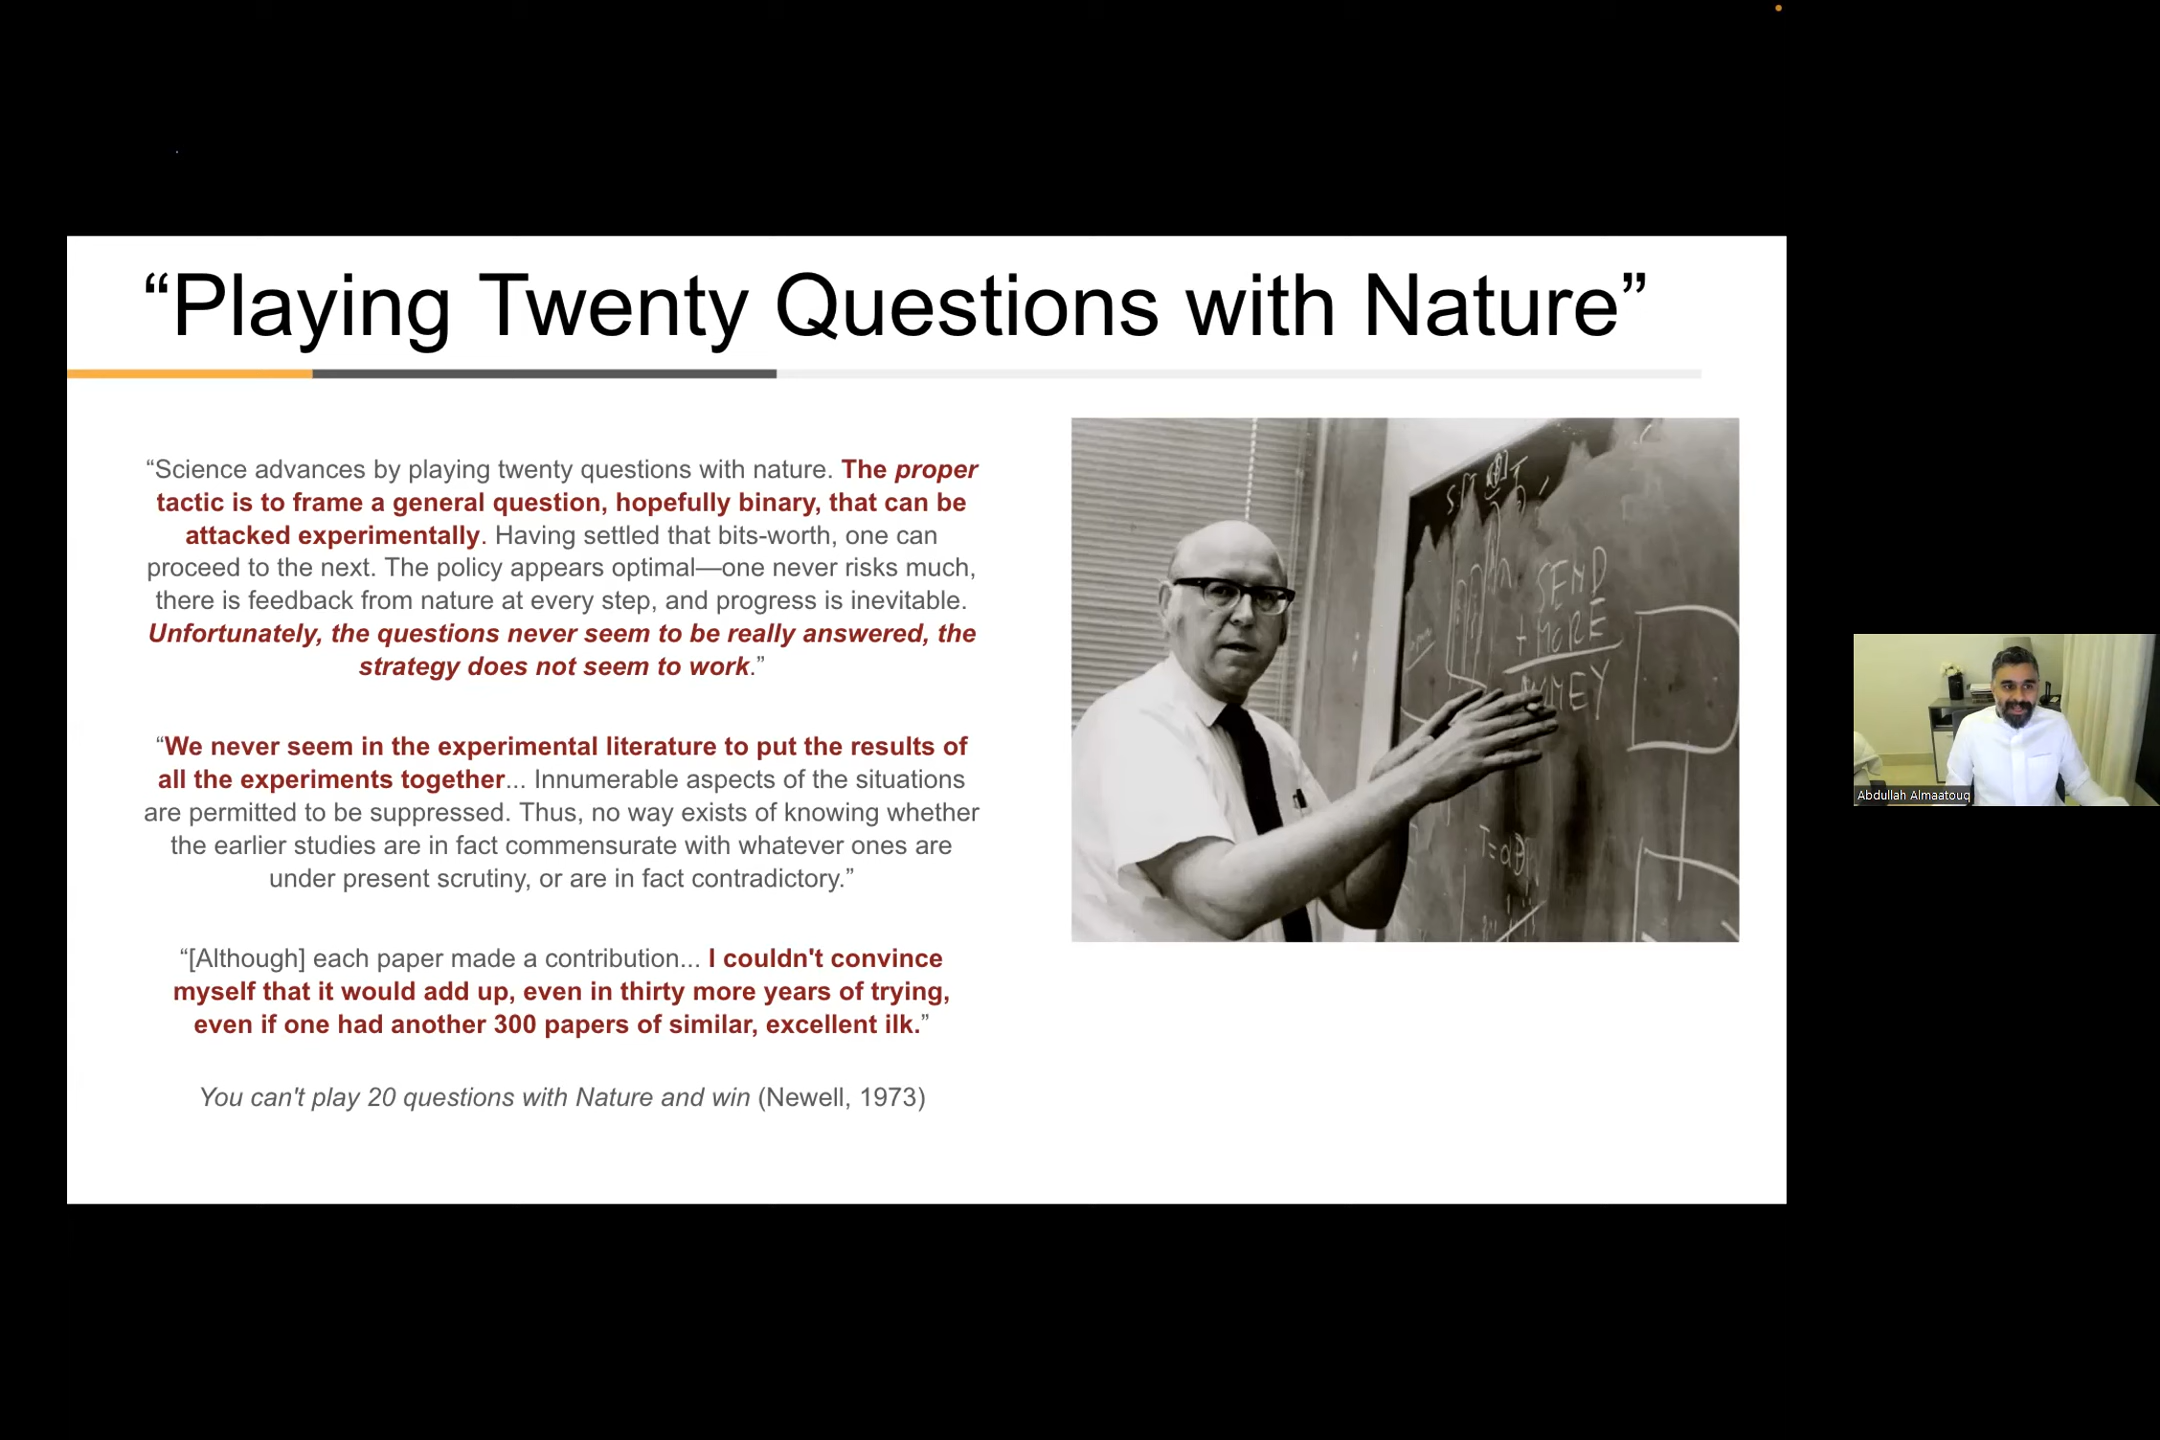 “Playing Twenty Questions with Nature”
“Science advances by playing twenty questions with nature. The proper
tactic is to frame a general question, hopefully binary, that can be
attacked experimentally. Having settled that bits-worth, one can
proceed to the next. The policy appears optimal—one never risks much,
there is feedback from nature at every step, and progress is inevitable.
Unfortunately, the questions never seem to be really answered, the
strategy does not seem to work.”
“We never seem in the experimental literature to put the results of
all the experiments together... Innumerable aspects of the situations
are permitted to be suppressed. Thus, no way exists of knowing whether
the earlier studies are in fact commensurate with whatever ones are
under present scrutiny, or are in fact contradictory.”
“[Although] each paper made a contribution... I couldn't convince
myself that it would add up, even in thirty more years of trying,
even if one had another 300 papers of similar, excellent ilk.”
You can't play 20 questions with Nature and win (Newell, 1973)
SEND
+ MORE
Abdullah Almaatouq